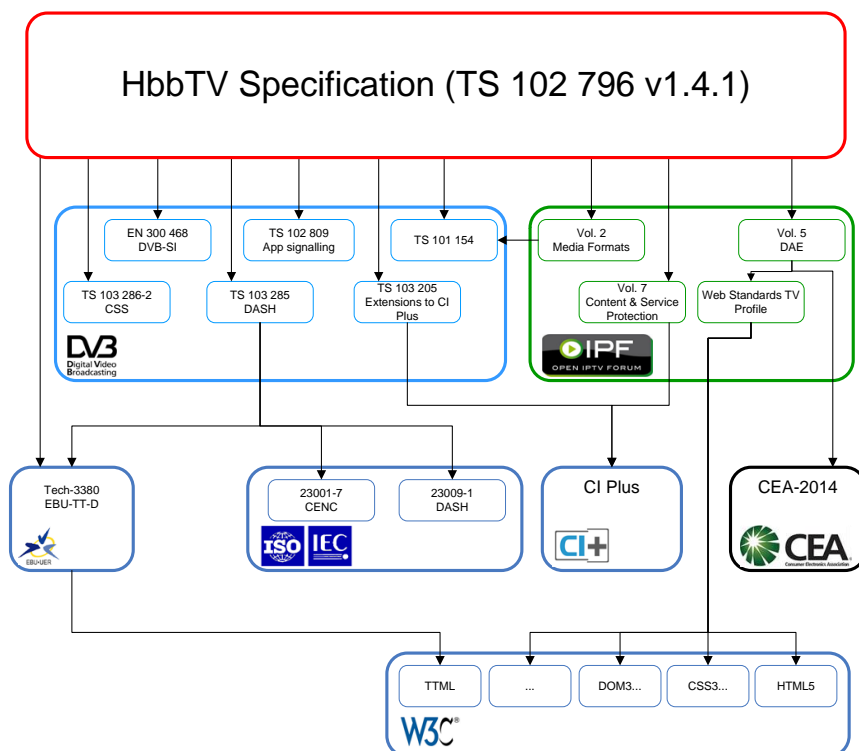 HbbTV Specification (TS 102 796 v1.4.1)
EN 300 468
DVB-SI
TS 102 809
App signalling
TS 101 154
Vol. 2
Media Formats
Vol. 5
DAE
TS 103 286-2
CSS
TS 103 285
DASH
TS 103 205
Extensions to CI
Plus
Vol. 7
Content & Service
Protection
Web Standards TV
Profile
DVB
Digital Video
Broadcasting
IPF
OPEN IPTV FORUM
Tech-3380
EBU-TT-D
EBU·UER
23001-7
CENC
23009-1
DASH
ISO
IEC
CI Plus
CI+
CEA-2014
CEA
Consumer Electronics Association
TTML
...
DOM3...
CSS3...
HTML5
W3C®